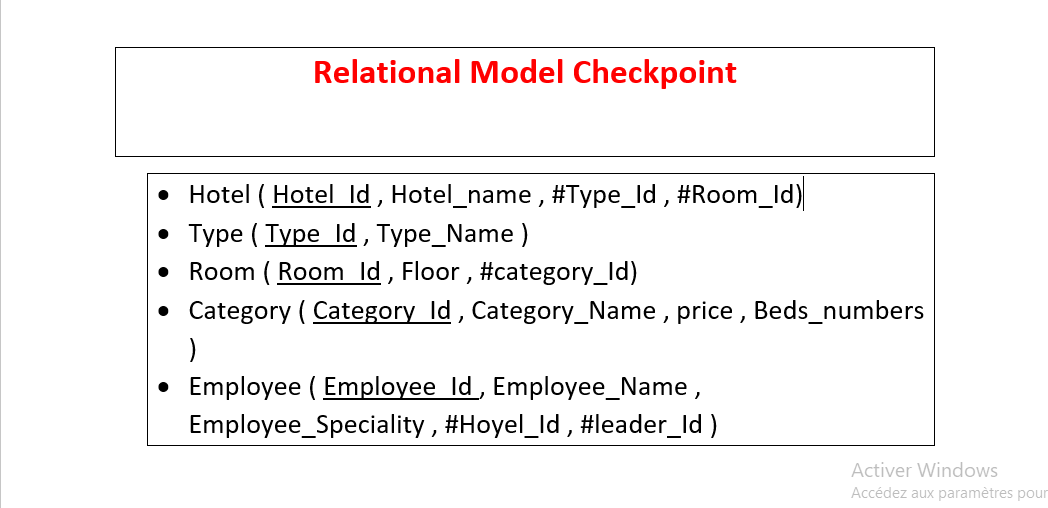 Relational Model Checkpoint
• Hotel ( Hotel_Id , Hotel_name , #Type_Id , #Room_Id)
• Type ( Type_Id , Type_Name )
• Room ( Room_Id , Floor , #category_Id)
• Category ( Category_Id , Category_Name , price , Beds_numbers
)
• Employee ( Employee_Id , Employee_Name ,
Employee_Speciality , #Hoyel_Id , #leader_Id )
Activer Windows
Accédez aux paramètres pour